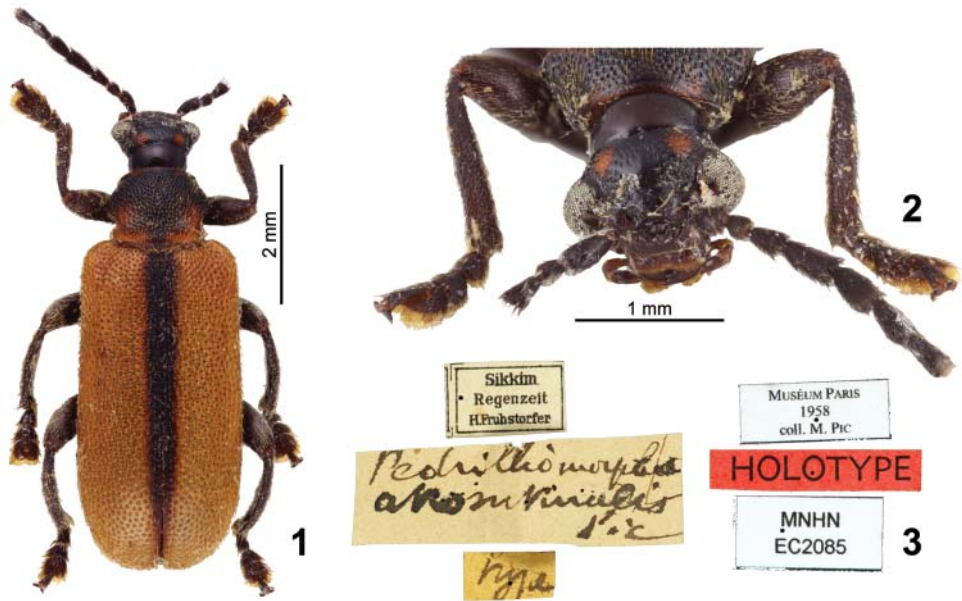 2 mm
1
2
1 mm
Sikkim
Regenzeit
H.Fruhstorfer
Pedrilliomorpha
atrosuturalis
Pic
type
MUSÉUM PARIS
1958
coll. M. PIC
HOLOTYPE
MNHN
EC2085
3